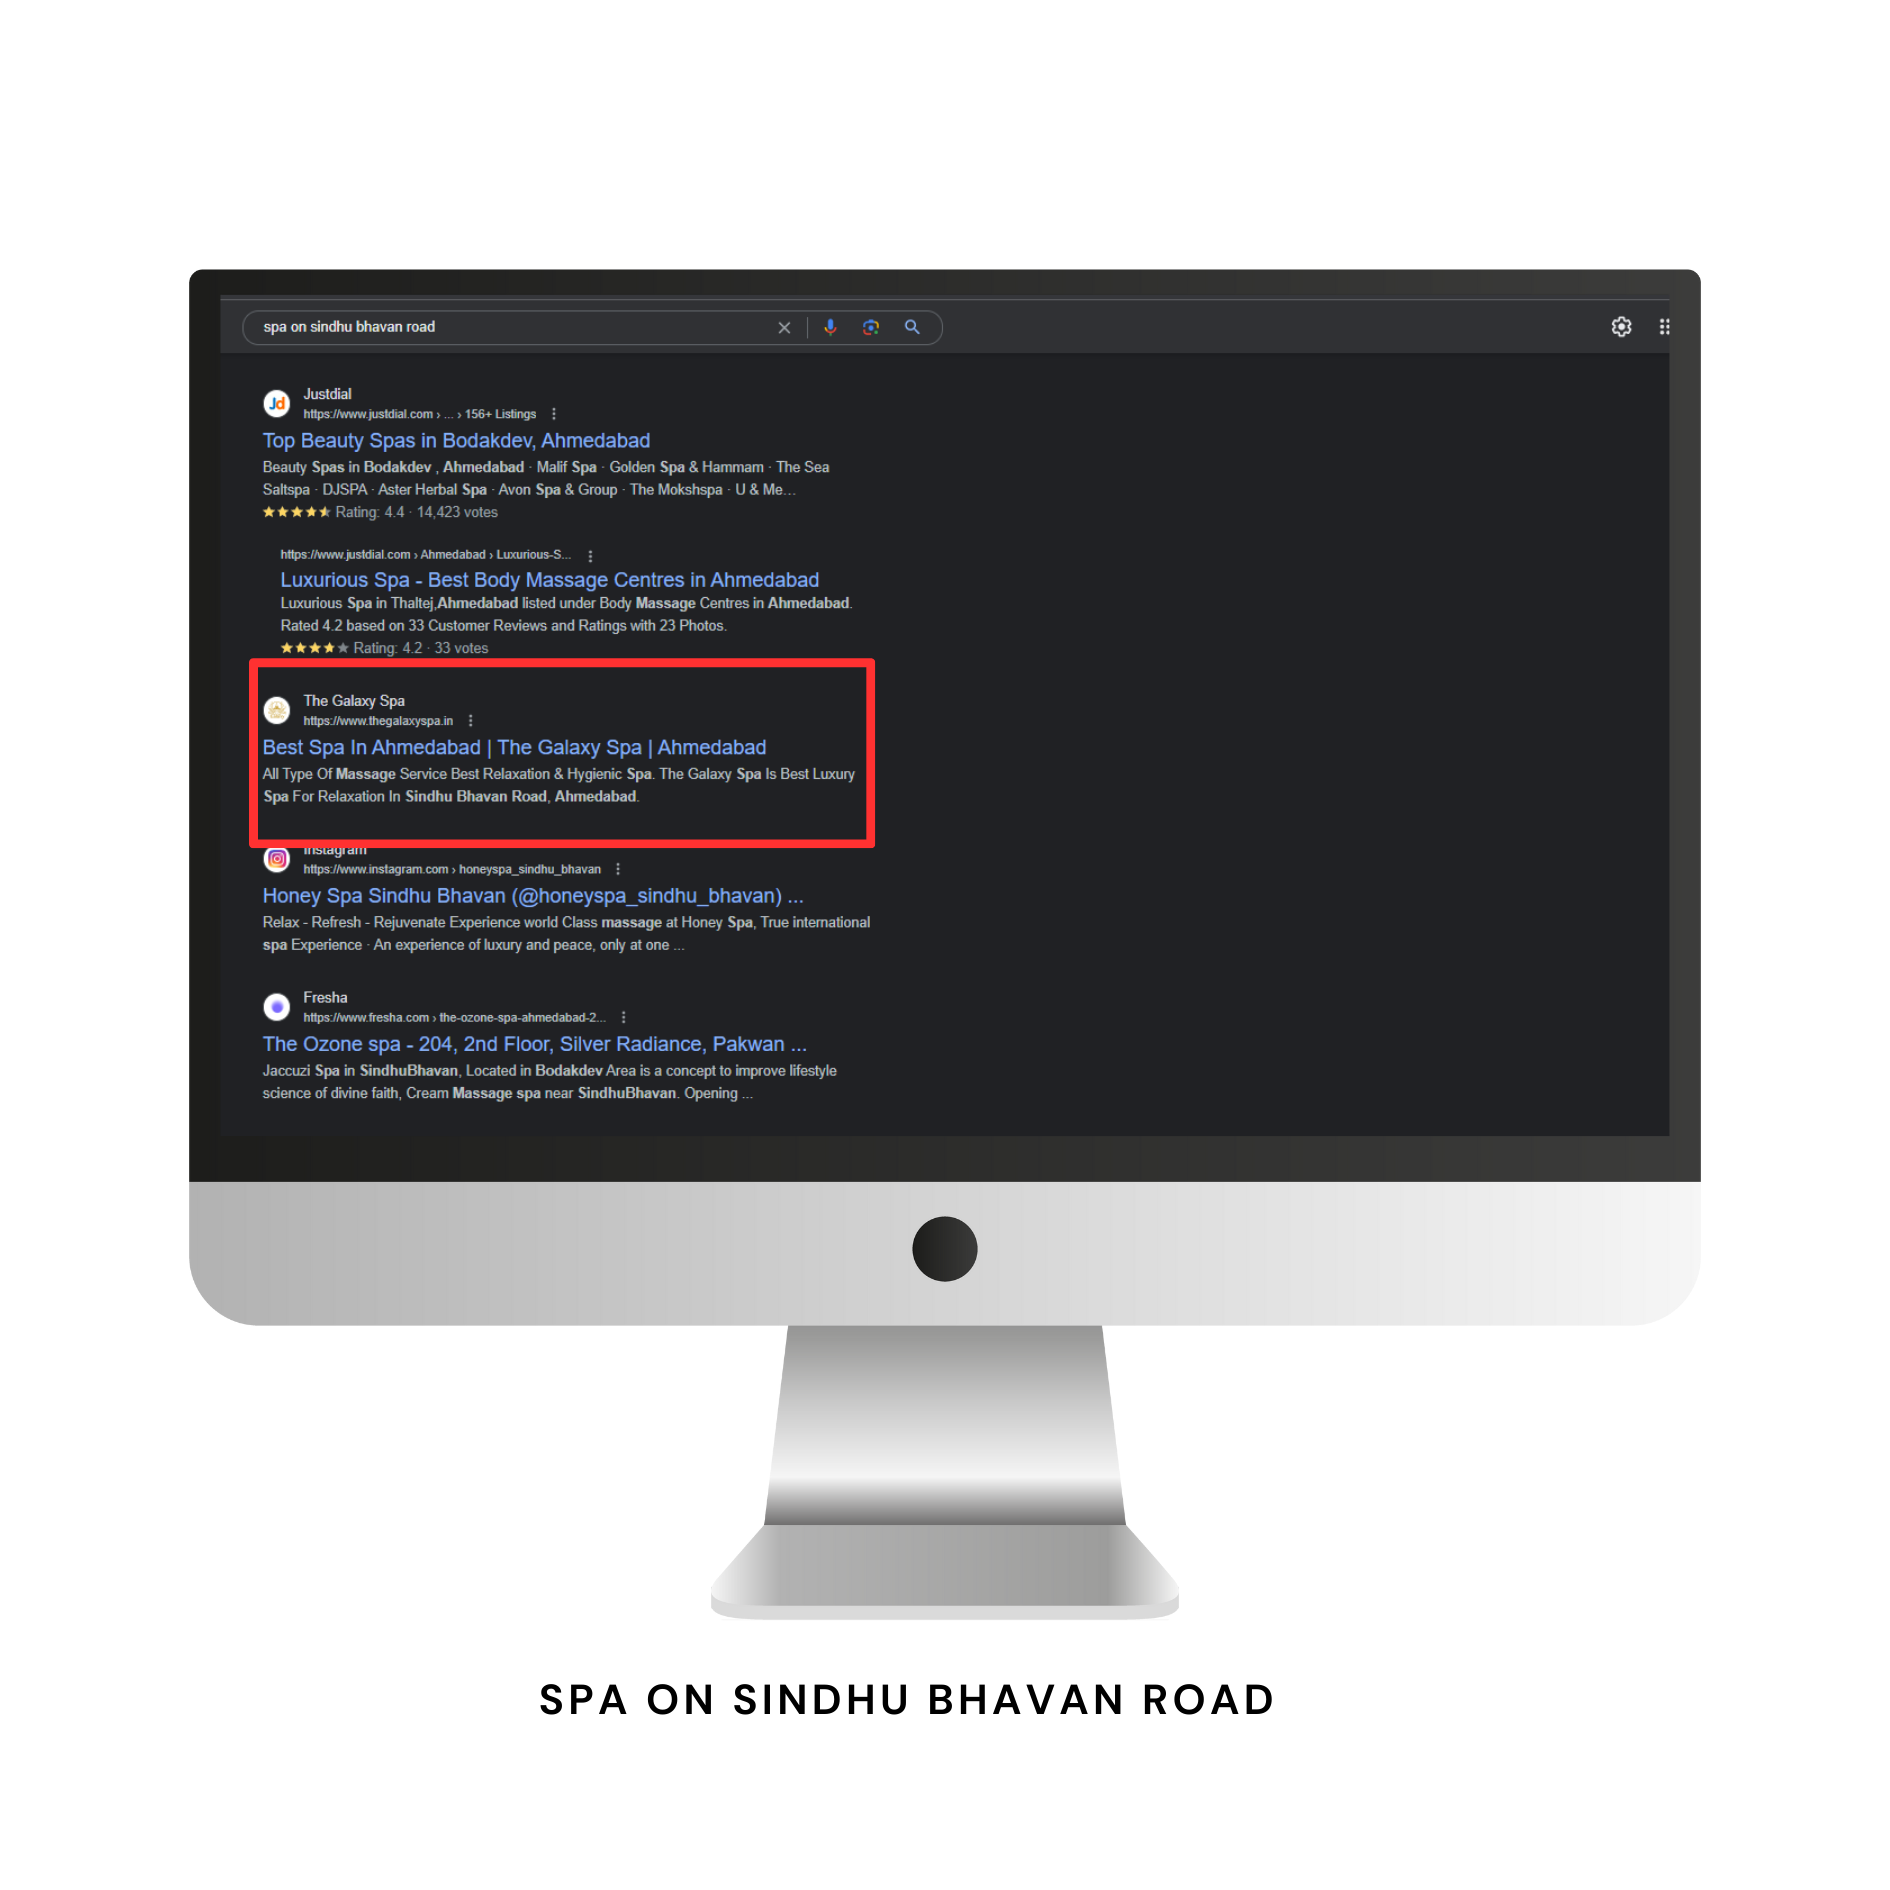 spa on sindhu bhavan road
Jd
Justdial
https://www.justdial.com › ... › 156+ Listings
Top Beauty Spas in Bodakdev, Ahmedabad
Beauty Spas in Bodakdev , Ahmedabad · Malif Spa · Golden Spa & Hammam · The Sea
Saltspa · DJSPA · Aster Herbal Spa · Avon Spa & Group · The Mokshspa · U & Me...
Rating: 4.4 · 14,423 votes
https://www.justdial.com › Ahmedabad › Luxurious-S...
Luxurious Spa - Best Body Massage Centres in Ahmedabad
Luxurious Spa in Thaltej,Ahmedabad listed under Body Massage Centres in Ahmedabad.
Rated 4.2 based on 33 Customer Reviews and Ratings with 23 Photos.
Rating: 4.2 · 33 votes
The Galaxy Spa
https://www.thegalaxyspa.in
Best Spa In Ahmedabad | The Galaxy Spa | Ahmedabad
All Type Of Massage Service Best Relaxation & Hygienic Spa. The Galaxy Spa Is Best Luxury
Spa For Relaxation In Sindhu Bhavan Road, Ahmedabad.
Instagram
https://www.instagram.com › honeyspa_sindhu_bhavan
Honey Spa Sindhu Bhavan (@honeyspa_sindhu_bhavan) ...
Relax - Refresh - Rejuvenate Experience world Class massage at Honey Spa, True international
spa Experience · An experience of luxury and peace, only at one ...
Fresha
https://www.fresha.com › the-ozone-spa-ahmedabad-2...
The Ozone spa - 204, 2nd Floor, Silver Radiance, Pakwan ...
Jaccuzi Spa in SindhuBhavan, Located in Bodakdev Area is a concept to improve lifestyle
science of divine faith, Cream Massage spa near SindhuBhavan. Opening ...
SPA ON SINDHU BHAVAN ROAD